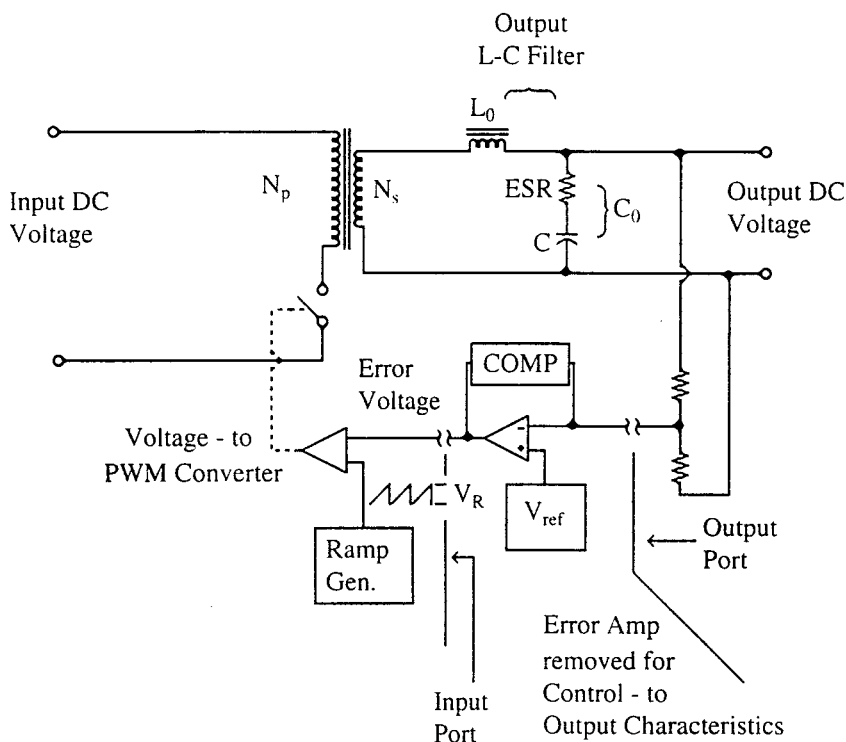 Output
L-C Filter
L0
Np
Ns
ESR
C0
C
Input DC
Voltage
Output DC
Voltage
COMP
Error
Voltage
Voltage - to
PWM Converter
-
+
VR
Vref
Ramp
Gen.
Output
Port
Error Amp
removed for
Control - to
Output Characteristics
Input
Port